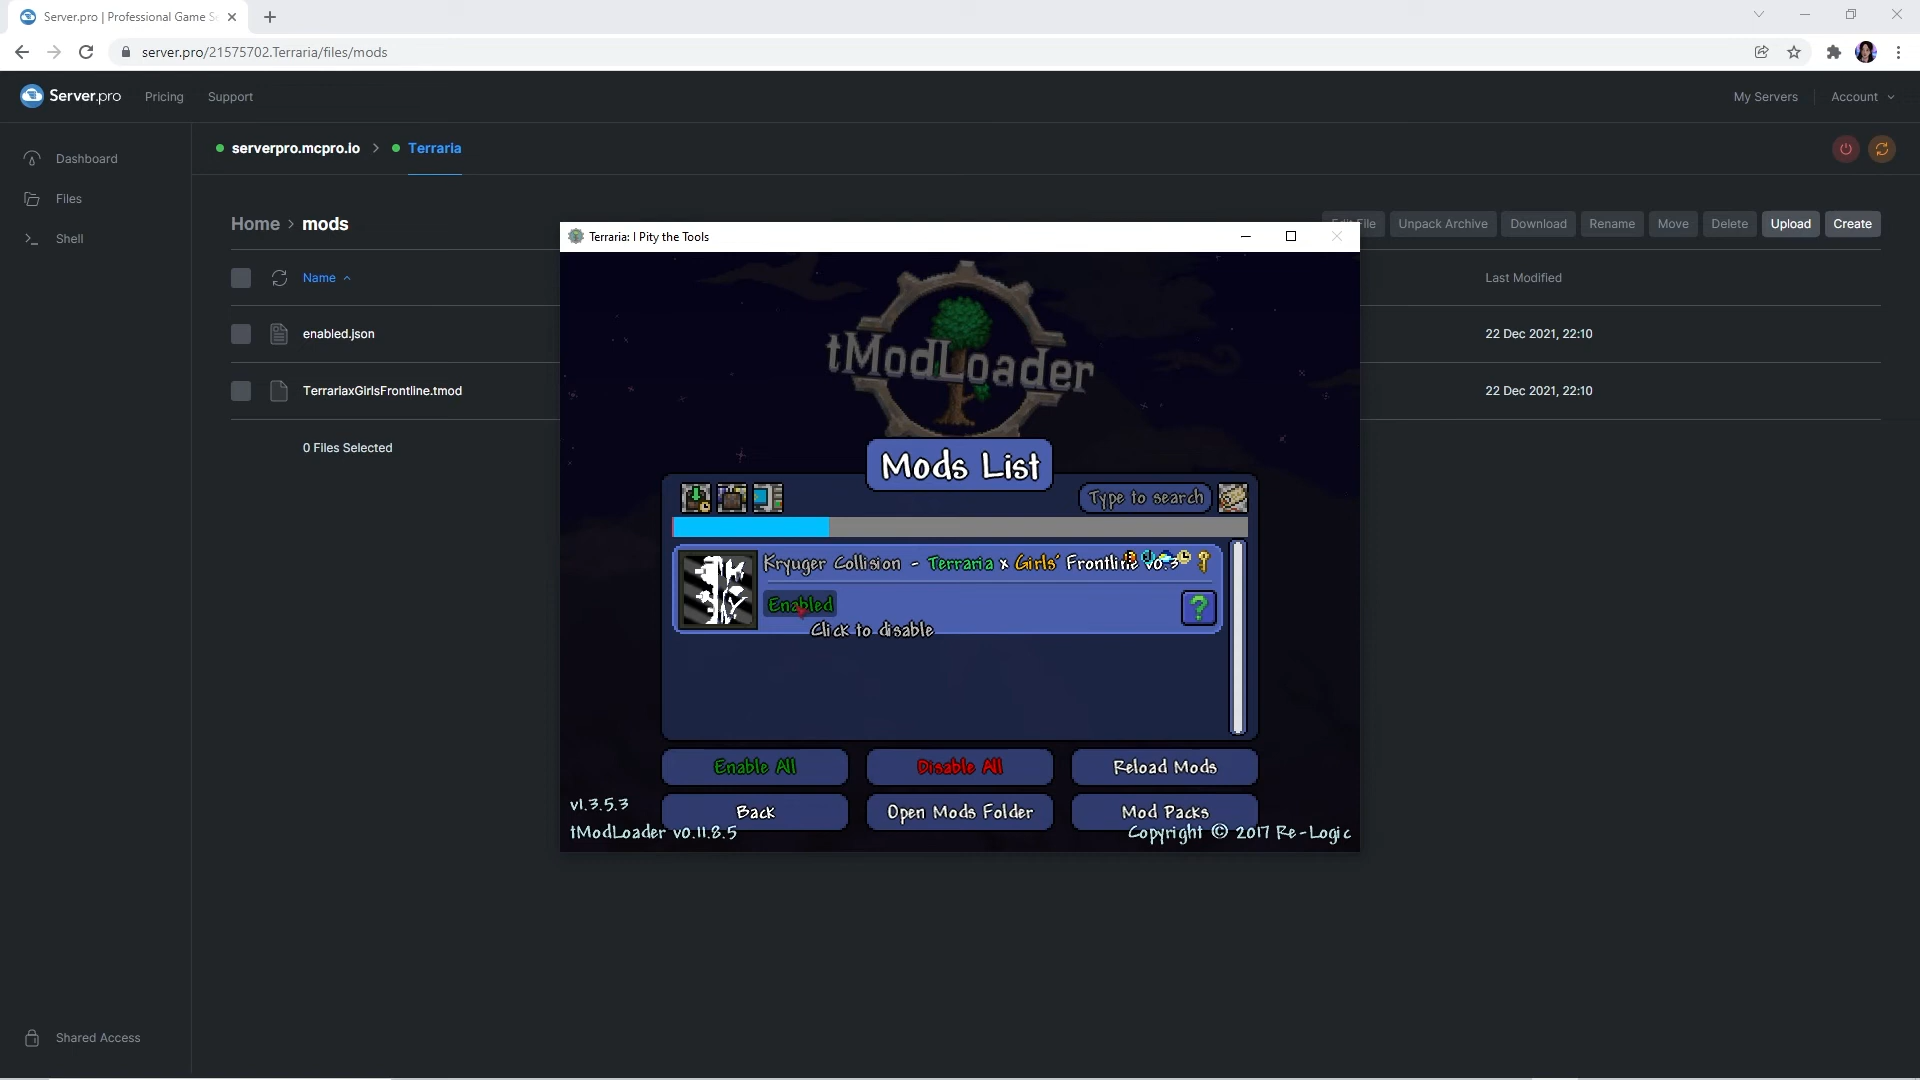 Server.pro | Professional Game S
server.pro/21575702.Terraria/files/mods
Server.pro
Pricing
Support
My Servers
Account
Dashboard
Files
Shell
serverpro.mcpro.io > Terraria
Home > mods
Edit File
Unpack Archive
Download
Rename
Move
Delete
Upload
Create
Name
Last Modified
enabled.json
22 Dec 2021, 22:10
TerrariaxGirlsFrontline.tmod
22 Dec 2021, 22:10
0 Files Selected
Shared Access
Terraria: I Pity the Tools
tModLoader
Mods List
Type to search
Kryuger Collision - Terraria x Girls' Frontline v0.3
Enabled
?
Click to disable
Enable All
Disable All
Reload Mods
Back
Open Mods Folder
Mod Packs
v1.3.5.3
tModLoader v0.11.8.5
Copyright © 2017 Re-Logic